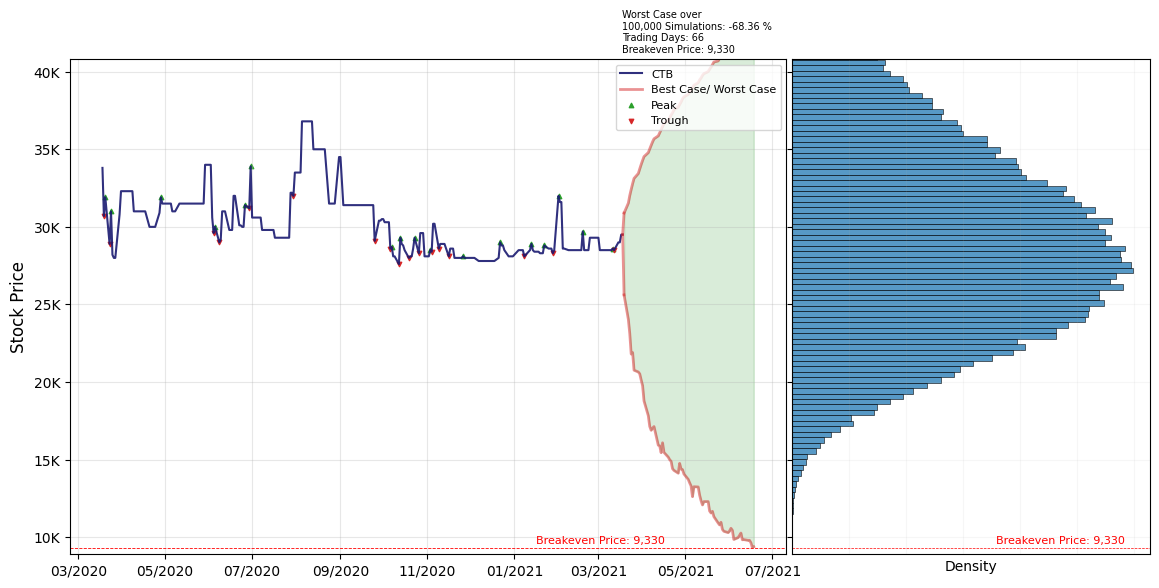 Worst Case over
100,000 Simulations: -68.36 %
Trading Days: 66
Breakeven Price: 9,330
CTB
Best Case/ Worst Case
Peak
Trough
Stock Price
40K
35K
30K
25K
20K
15K
10K
Breakeven Price: 9,330
Breakeven Price: 9,330
03/2020
05/2020
07/2020
09/2020
11/2020
01/2021
03/2021
05/2021
07/2021
Density